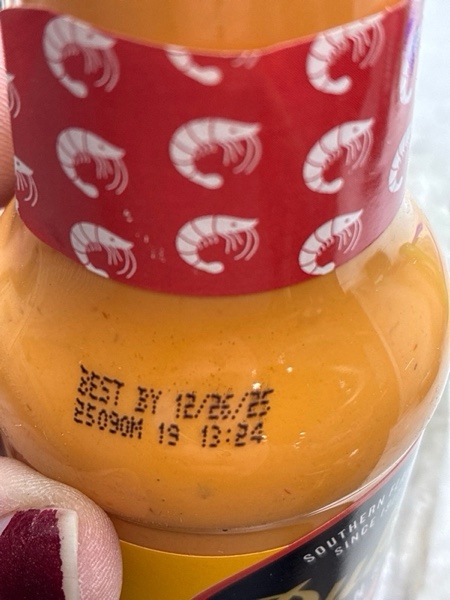 BEST BY 12/26/25
25090M 19 13:24
SOUTHERN
SINCE